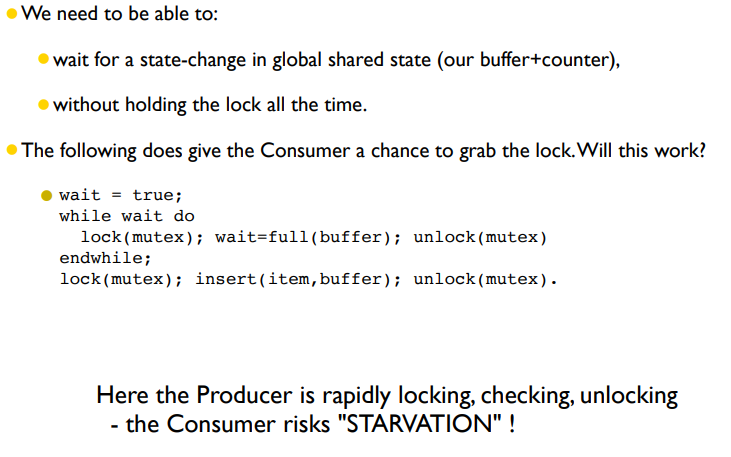 We need to be able to:
wait for a state-change in global shared state (our buffer+counter),
without holding the lock all the time.
The following does give the Consumer a chance to grab the lock. Will this work?
wait = true;
while wait do
lock(mutex); wait=full(buffer); unlock(mutex)
endwhile;
lock(mutex); insert(item,buffer); unlock(mutex).
Here the Producer is rapidly locking, checking, unlocking
- the Consumer risks "STARVATION" !